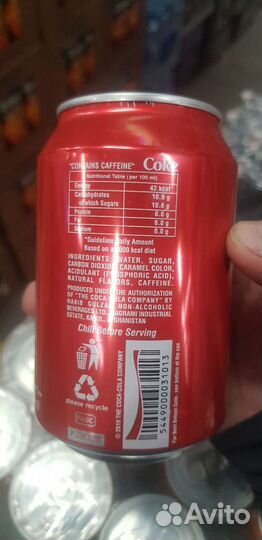 "CONTAINS CAFFEINE" Coke
Nutritional Table (per 100 ml)
Energy 42 kcal
Carbohydrates 10.6 g
of which Sugars 10.6 g
Protein 0.0 g
Fat 0.0 g
Sodium 0.0 g
*Guideline Daily Amount
Based on a 2000 kcal diet
INGREDIENTS: WATER, SUGAR,
CARBON DIOXIDE, CARAMEL COLOR,
ACIDULANT (PHOSPHORIC ACID),
NATURAL FLAVORS, CAFFEINE.
PRODUCED UNDER THE AUTHORIZATION
OF "THE COCA-COLA COMPANY" BY
HABIB GULZAR NON-ALCOHOLIC
BEVERAGES LTD., BAGRAMI INDUSTRIAL
ESTATE, KABUL, AFGHANISTAN
Chill Before Serving
please recycle
PABC
© 2019 THE COCA-COLA COMPANY
5449000031013
For Best Before Date, see bottom of the can
Avito